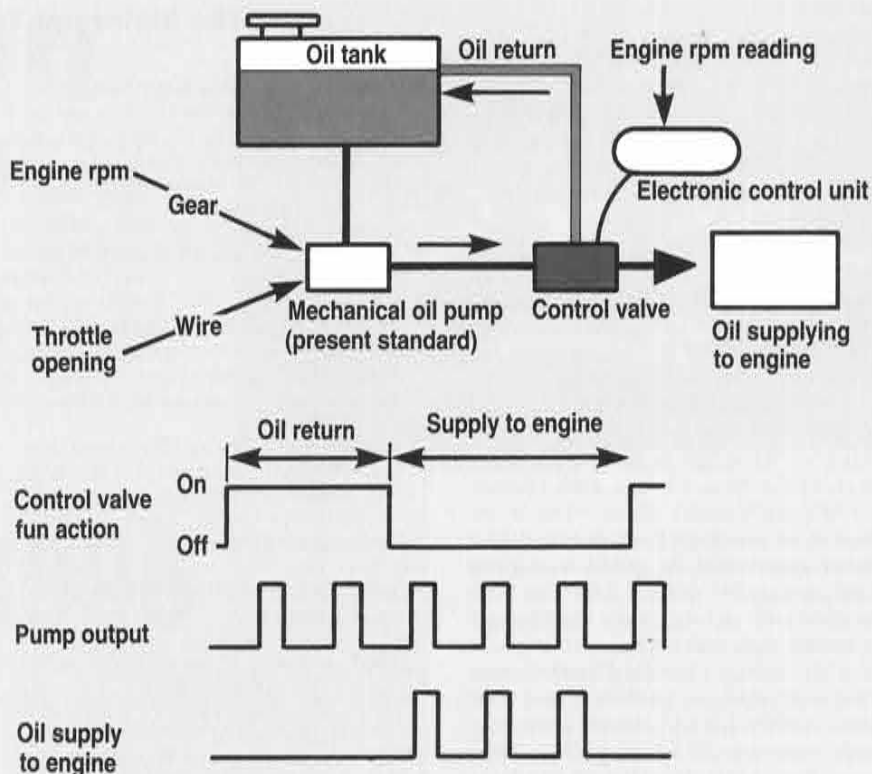 Oil tank
Oil return
Engine rpm reading
Engine rpm
Gear
Electronic control unit
Throttle
opening
Wire
Mechanical oil pump
(present standard)
Control valve
Oil supplying
to engine
Oil return
Supply to engine
Control valve
fun action
On
Off
Pump output
Oil supply
to engine